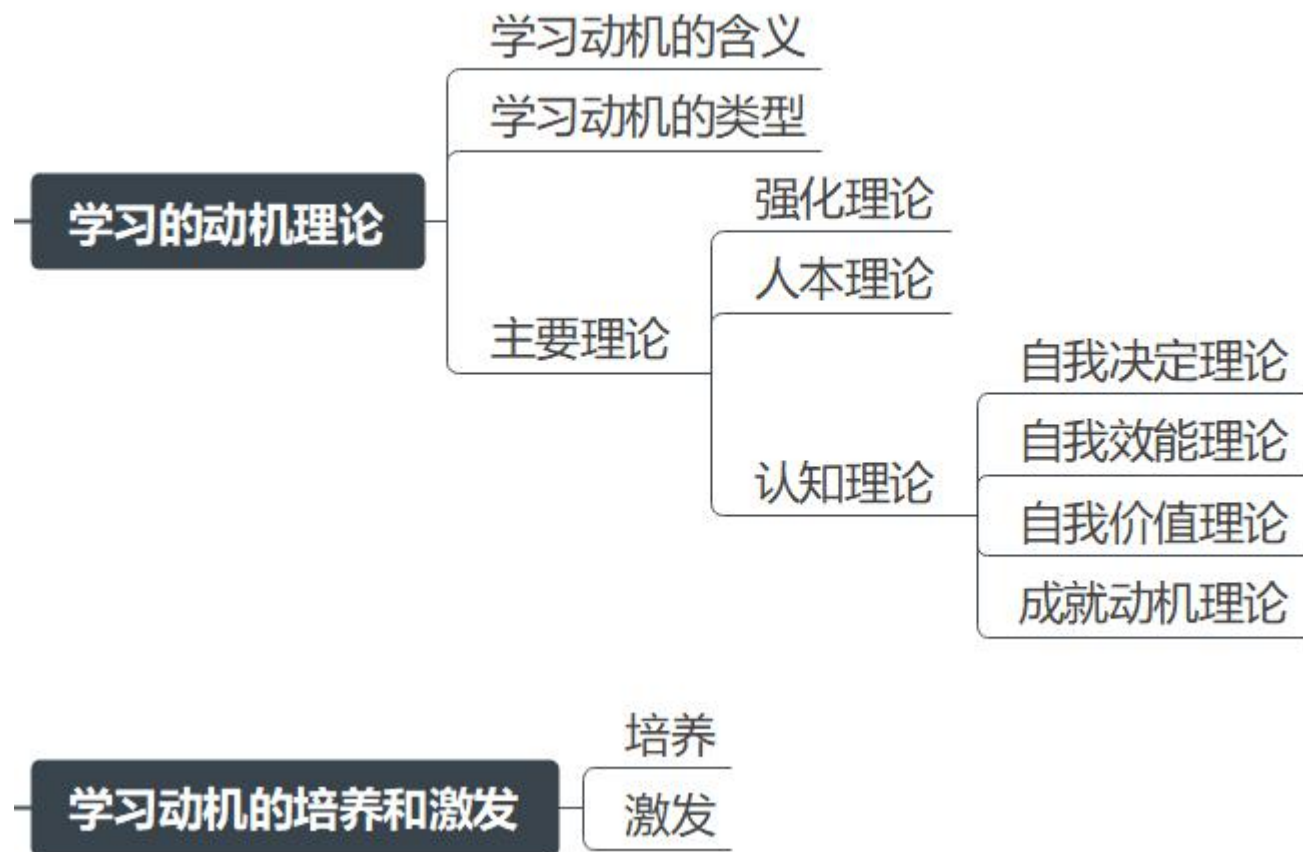 学习的动机理论
学习动机的含义
学习动机的类型
主要理论
强化理论
人本理论
认知理论
自我决定理论
自我效能理论
自我价值理论
成就动机理论
学习动机的培养和激发
培养
激发